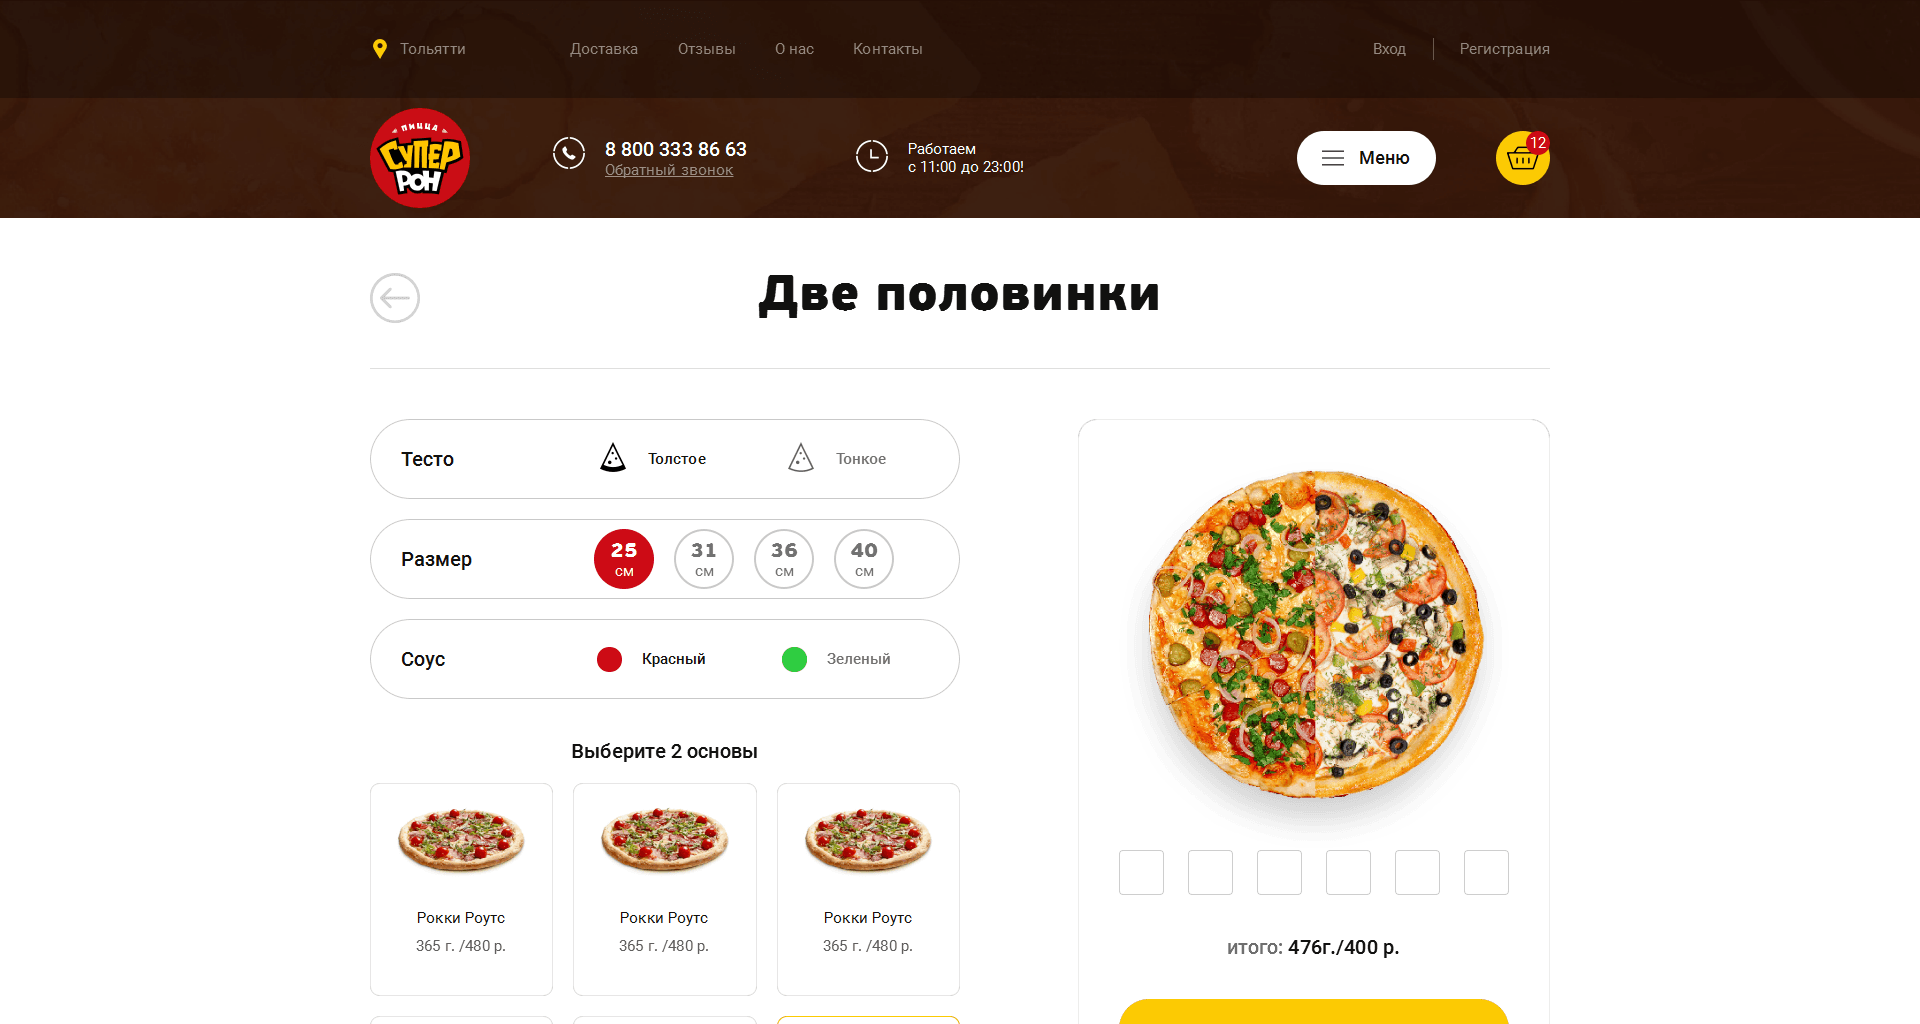 Тольятти
Доставка
Отзывы
О нас
Контакты
Вход
Регистрация
ПИЦЦА
СУПЕР
РОН
8 800 333 86 63
Обратный звонок
Работаем
с 11:00 до 23:00!
Меню
12
Две половинки
Тесто
Толстое
Тонкое
Размер
25
см
31
см
36
см
40
см
Соус
Красный
Зеленый
Выберите 2 основы
Рокки Роутс
365 г. /480 р.
Рокки Роутс
365 г. /480 р.
Рокки Роутс
365 г. /480 р.
итого: 476г./400 р.